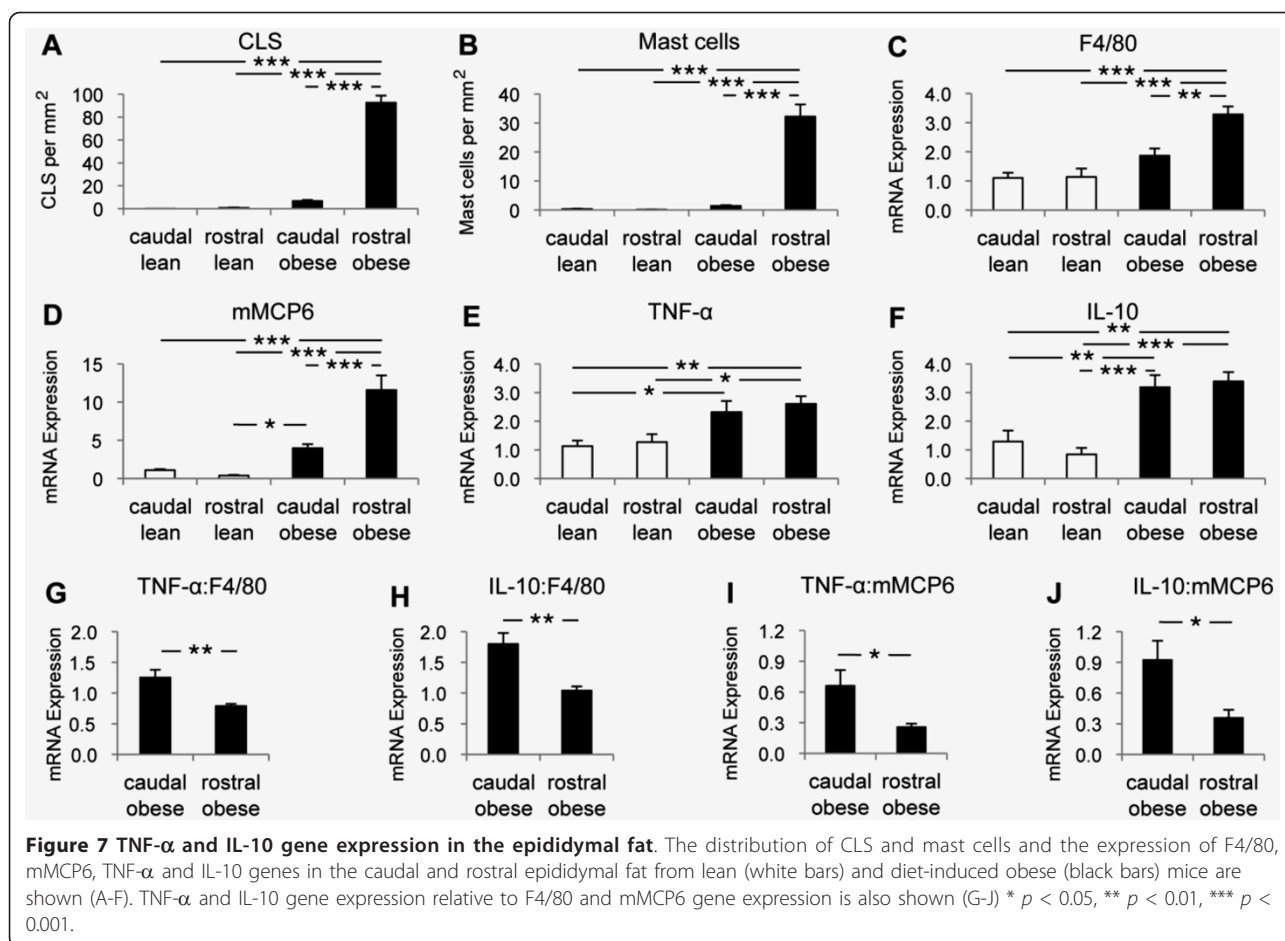 A
CLS
***
***
***
CLS per mm²
100
80
60
40
20
0
caudal lean
rostral lean
caudal obese
rostral obese
B
Mast cells
***
***
***
Mast cells per mm²
40
30
20
10
0
caudal lean
rostral lean
caudal obese
rostral obese
C
F4/80
***
***
**
mRNA Expression
4.0
3.0
2.0
1.0
0.0
caudal lean
rostral lean
caudal obese
rostral obese
D
mMCP6
***
***
***
*
mRNA Expression
15
10
5
0
caudal lean
rostral lean
caudal obese
rostral obese
E
TNF-α
**
*
*
mRNA Expression
4.0
3.0
2.0
1.0
0.0
caudal lean
rostral lean
caudal obese
rostral obese
F
IL-10
**
***
**
***
mRNA Expression
4.0
3.0
2.0
1.0
0.0
caudal lean
rostral lean
caudal obese
rostral obese
G
TNF-α:F4/80
**
mRNA Expression
2.0
1.5
1.0
0.5
0.0
caudal obese
rostral obese
H
IL-10:F4/80
**
mRNA Expression
2.0
1.5
1.0
0.5
0.0
caudal obese
rostral obese
I
TNF-α:mMCP6
*
mRNA Expression
1.2
0.9
0.6
0.3
0.0
caudal obese
rostral obese
J
IL-10:mMCP6
*
mRNA Expression
1.2
0.9
0.6
0.3
0.0
caudal obese
rostral obese
Figure 7 TNF-α and IL-10 gene expression in the epididymal fat. The distribution of CLS and mast cells and the expression of F4/80,
mMCP6, TNF-α and IL-10 genes in the caudal and rostral epididymal fat from lean (white bars) and diet-induced obese (black bars) mice are
shown (A-F). TNF-α and IL-10 gene expression relative to F4/80 and mMCP6 gene expression is also shown (G-J) * p < 0.05, ** p < 0.01, *** p <
0.001.